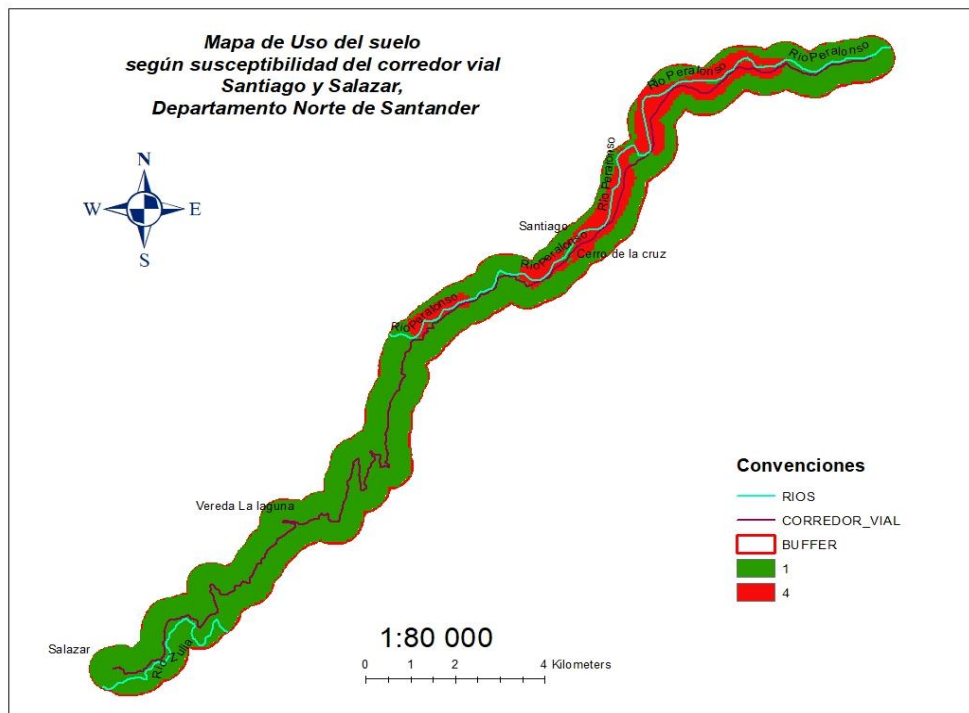 Mapa de Uso del suelo
según susceptibilidad del corredor vial
Santiago y Salazar,
Departamento Norte de Santander
N
W E
S
Rio Peralonso
Rio Peralonso
Rio Peralonso
Santiago
Rio Peralonso
Cerro de la cruz
Rio Peralonso
Vereda La laguna
Salazar
Rio Zulia
Convenciones
RIOS
CORREDOR_VIAL
BUFFER
1
4
1:80 000
0 1 2 4 Kilometers